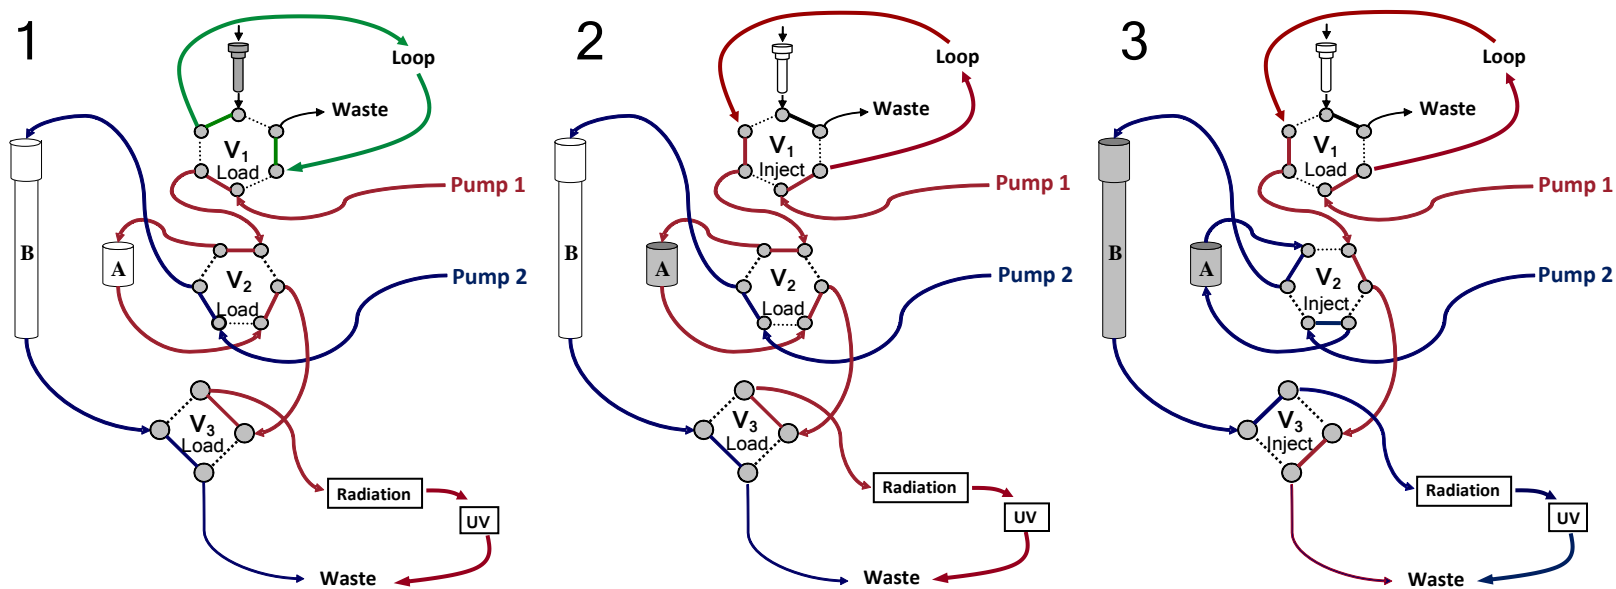 1
Loop
Waste
V1
Load
Pump 1
B
A
V2
Load
Pump 2
V3
Load
Radiation
UV
Waste
2
Loop
Waste
V1
Inject
Pump 1
B
A
V2
Load
Pump 2
V3
Load
Radiation
UV
Waste
3
Loop
Waste
V1
Load
Pump 1
B
A
V2
Inject
Pump 2
V3
Inject
Radiation
UV
Waste